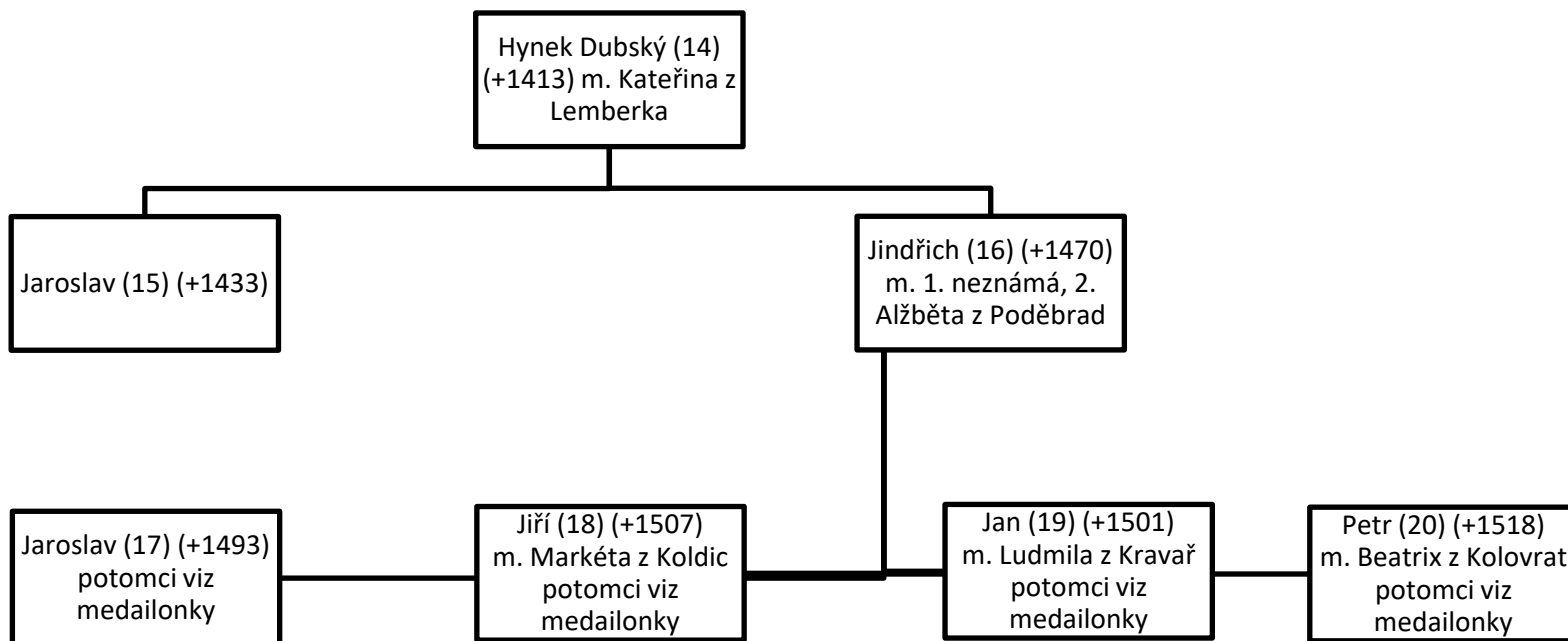 Hynek Dubský (14)
(+1413) m. Kateřina z
Lemberka
Jaroslav (15) (+1433)
Jindřich (16) (+1470)
m. 1. neznámá, 2.
Alžběta z Poděbrad
Jaroslav (17) (+1493)
potomci viz
medailonky
Jiří (18) (+1507)
m. Markéta z Koldic
potomci viz
medailonky
Jan (19) (+1501)
m. Ludmila z Kravař
potomci viz
medailonky
Petr (20) (+1518)
m. Beatrix z Kolovrat
potomci viz
medailonky